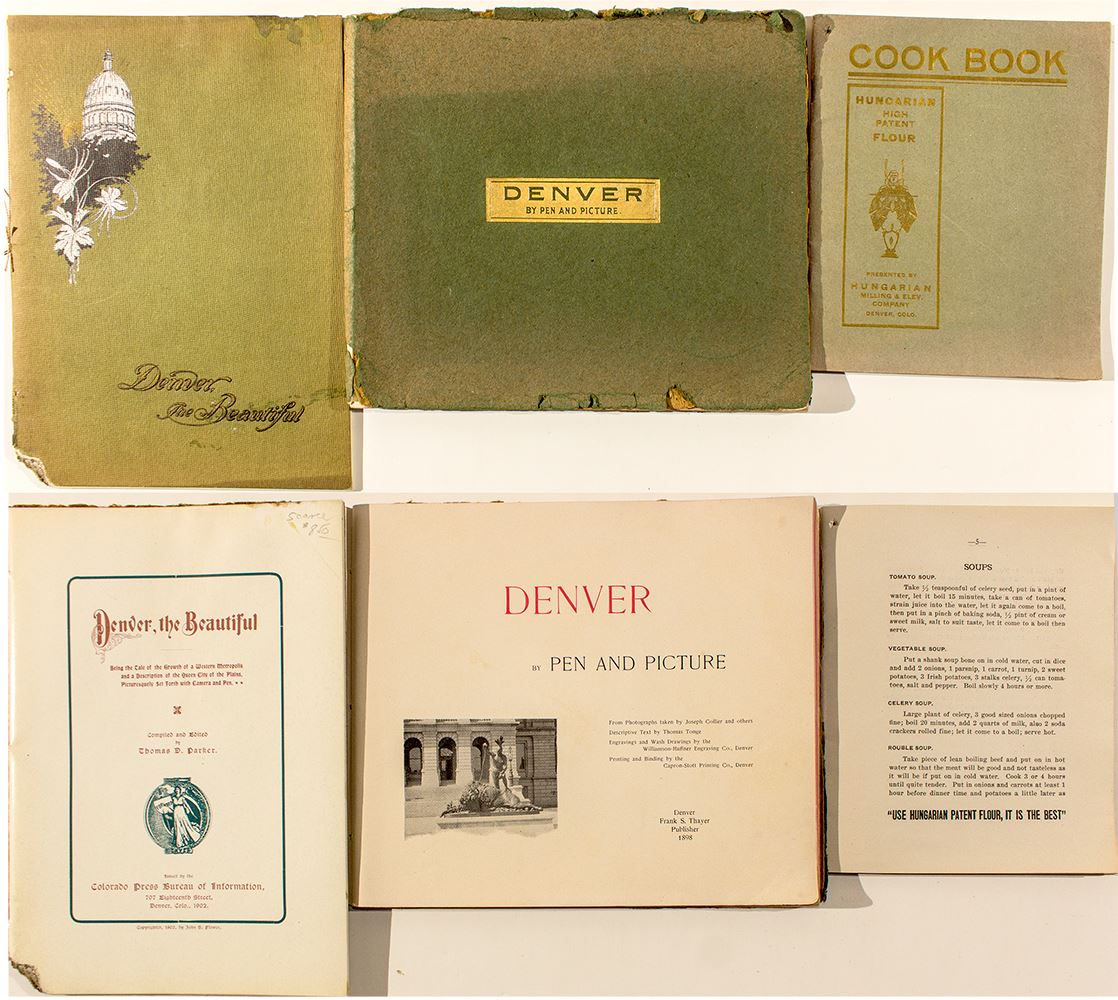 Denver,
The Beautiful
DENVER
BY PEN AND PICTURE.
COOK BOOK
HUNGARIAN
HIGH
PATENT
FLOUR
PRESENTED BY
HUNGARIAN
MILLING & ELEV.
COMPANY
DENVER, COLO.
scarce
$850
Denver, the Beautiful
Being the Tale of the Growth of a Western Metropolis
and a Description of the Queen City of the Plains,
Picturesquely Set Forth with Camera and Pen.
Compiled and Edited
by
Thomas D. Parker.
Issued by the
Colorado Press Bureau of Information,
707 Eighteenth Street,
Denver, Colo., 1902.
Copyrighted, 1902, by John S. Flower.
DENVER
BY PEN AND PICTURE
From Photographs taken by Joseph Collier and others
Descriptive Text by Thomas Tonge
Engravings and Wash Drawings by the
Williamson-Haffner Engraving Co., Denver
Printing and Binding by the
Capron-Stott Printing Co., Denver
Denver
Frank S. Thayer
Publisher
1898
—5—
SOUPS
TOMATO SOUP.
Take ½ teaspoonful of celery seed, put in a pint of
water, let it boil 15 minutes, take a can of tomatoes,
strain juice into the water, let it again come to a boil,
then put in a pinch of baking soda, ½ pint of cream or
sweet milk, salt to suit taste, let it come to a boil then
serve.
VEGETABLE SOUP.
Put a shank soup bone on in cold water, cut in dice
and add 2 onions, 1 parsnip, 1 carrot, 1 turnip, 2 sweet
potatoes, 3 Irish potatoes, 3 stalks celery, ½ can toma-
toes, salt and pepper. Boil slowly 4 hours or more.
CELERY SOUP.
Large plant of celery, 3 good sized onions chopped
fine; boil 20 minutes, add 2 quarts of milk, also 2 soda
crackers rolled fine; let it come to a boil; serve hot.
ROUBLE SOUP.
Take piece of lean boiling beef and put on in hot
water so that the meat will be good and not tasteless as
it will be if put on in cold water. Cook 3 or 4 hours
until quite tender. Put in onions and carrots at least 1
hour before dinner time and potatoes a little later as
"USE HUNGARIAN PATENT FLOUR, IT IS THE BEST"